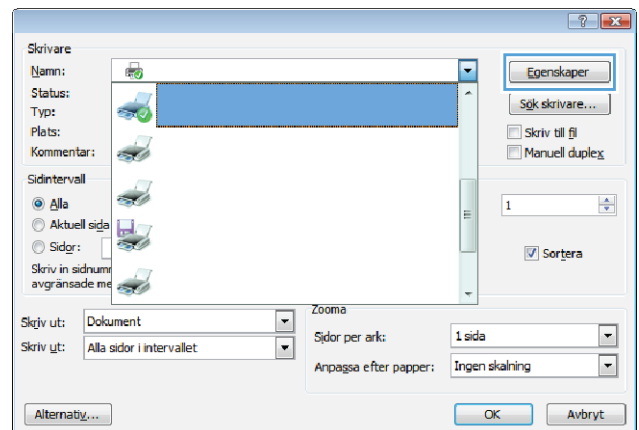 Skrivare
Namn:
Egenskaper
Status:
Sök skrivare...
Typ:
Plats:
Skriv till fil
Kommentar:
Manuell duplex
Sidintervall
Alla
1
Aktuell sida
Sidor:
Sortera
Skriv in
avgränsade
Zooma
Skriv ut: Dokument
Sidor per ark: 1 sida
Skriv ut: Alla sidor i intervallet
Anpassa efter papper: Ingen skalning
Alternativ...
OK
Avbryt